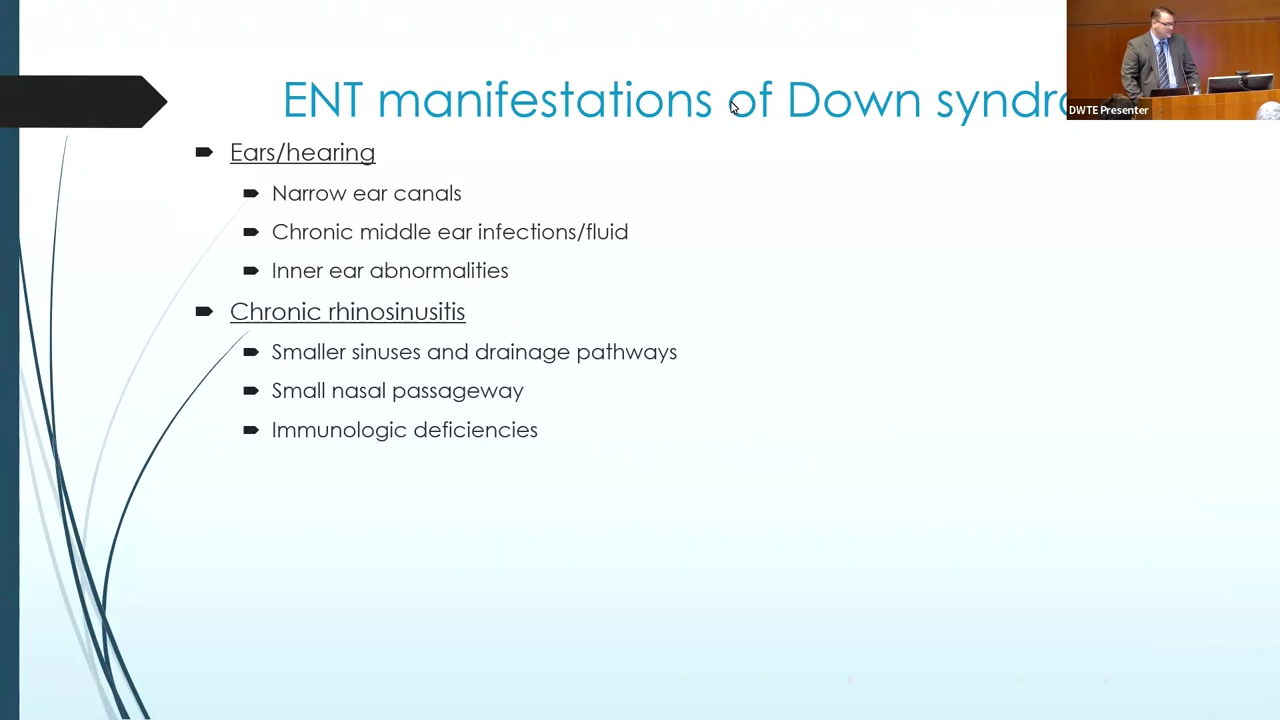 ENT manifestations of Down syndro
DWTE Presenter
Ears/hearing
Narrow ear canals
Chronic middle ear infections/fluid
Inner ear abnormalities
Chronic rhinosinusitis
Smaller sinuses and drainage pathways
Small nasal passageway
Immunologic deficiencies